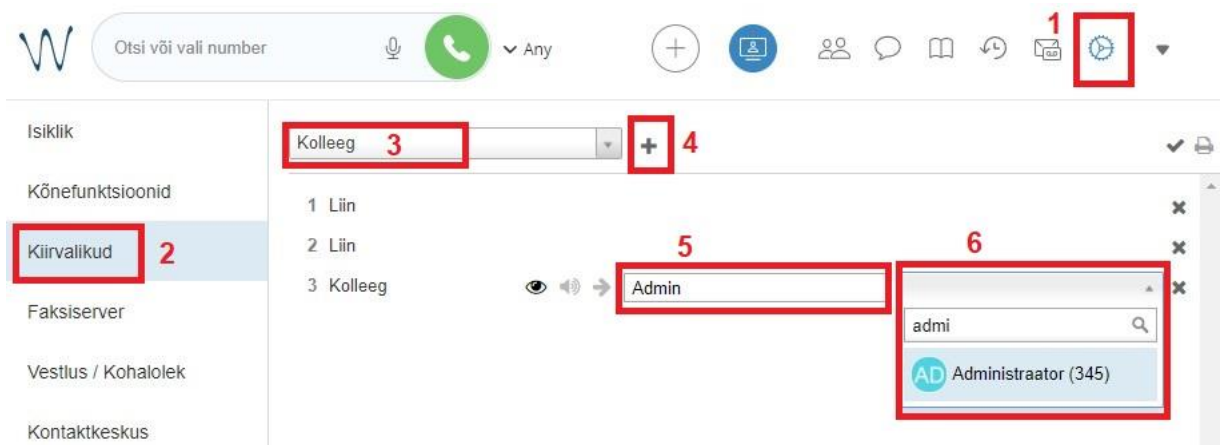 1
W Otsi või vali number Any
Isiklik
Kolleeg 3 + 4
Kõnefunktsioonid
1 Liin
Kiirvalikud 2
2 Liin
5 6
3 Kolleeg Admin
Faksiserver
admi
Vestlus / Kohalolek
AD Administraator (345)
Kontaktkeskus